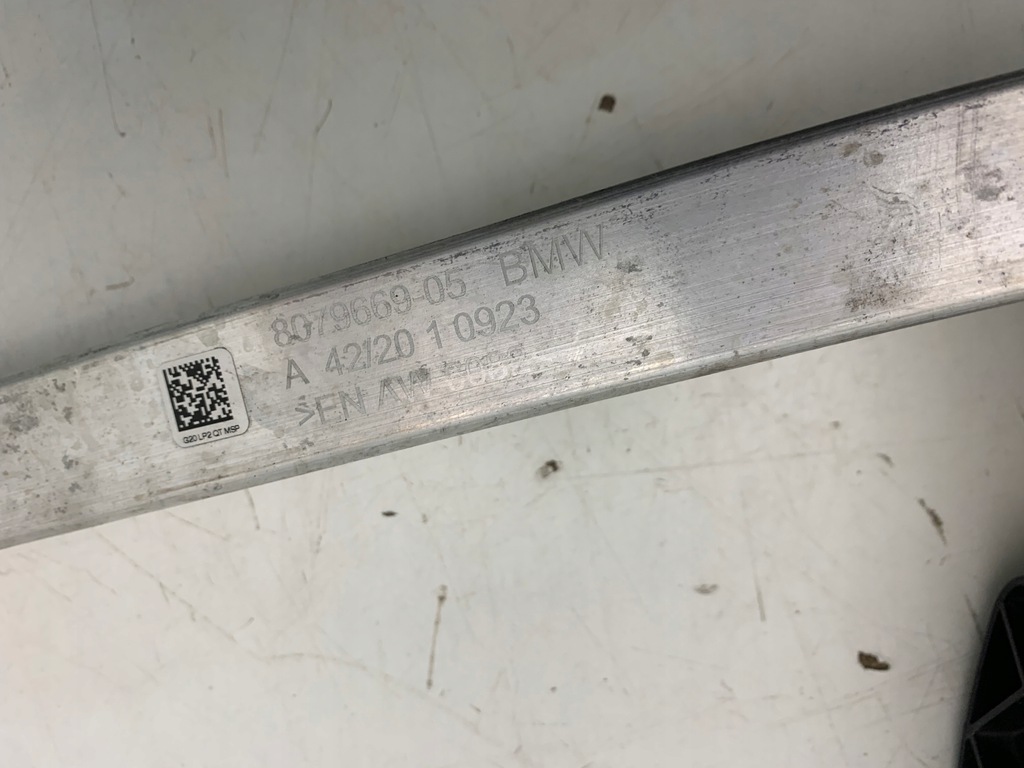 8079669-05 BMW
A 42/20 1 0923
>EN AW
G20 LP2 QT MSP